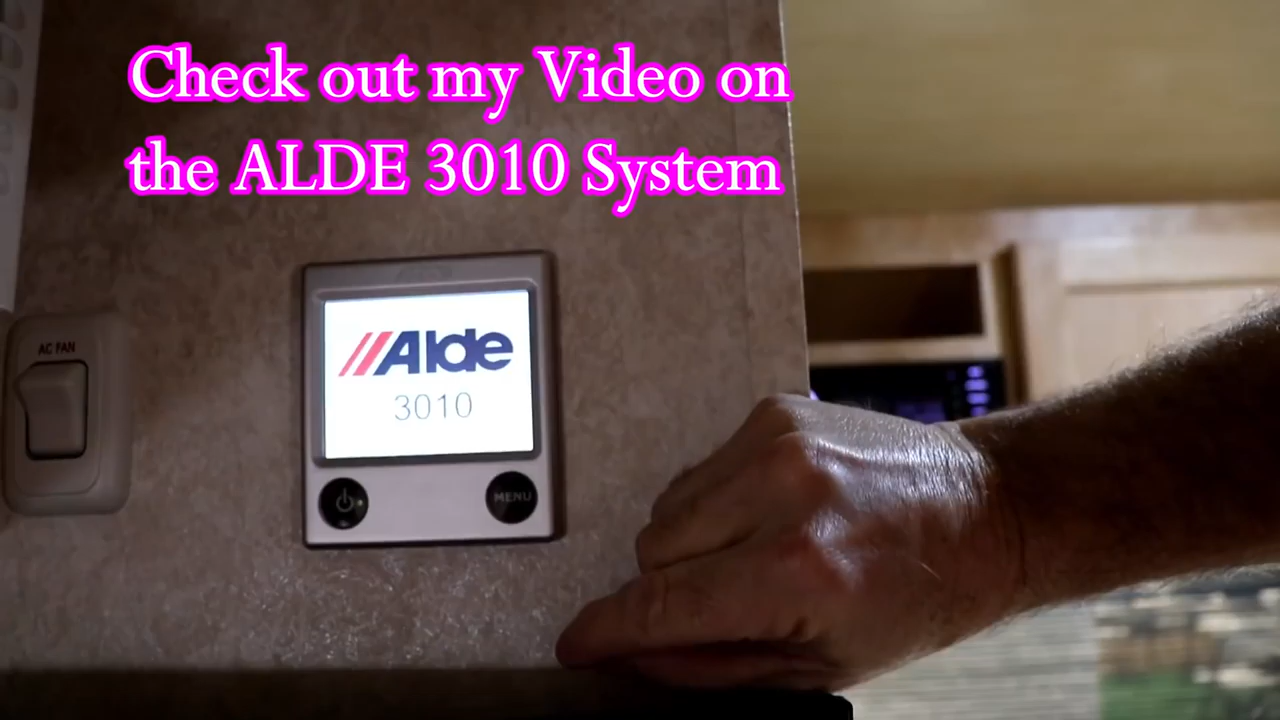 Check out my Video on
the ALDE 3010 System
AC FAN
Alde
3010
MENU